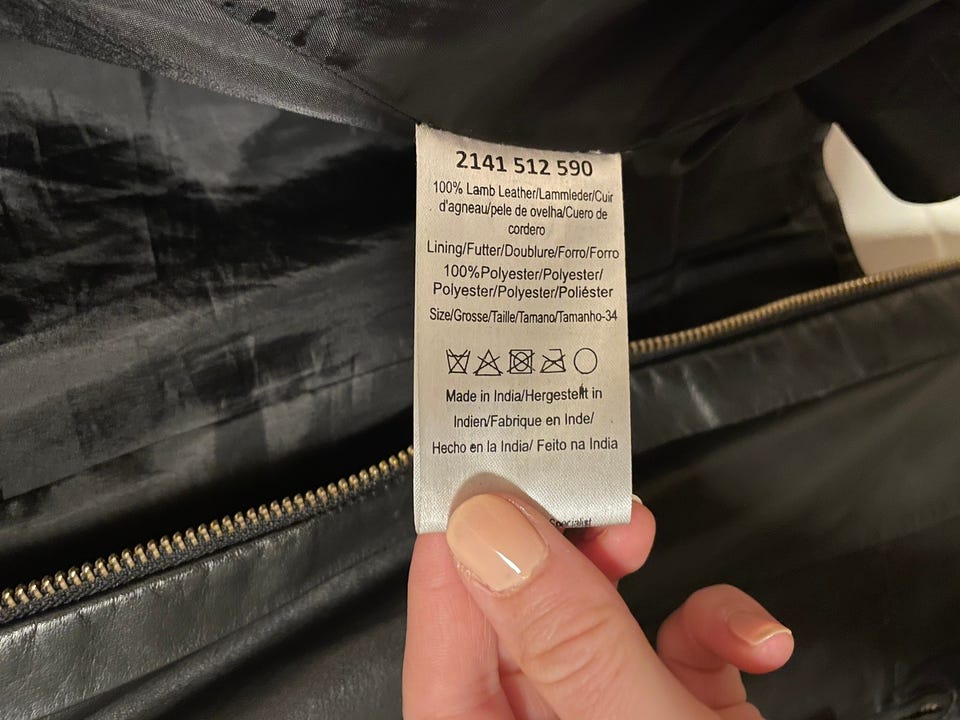 2141 512 590
100% Lamb Leather/Lammleder/Cuir
d'agneau/pele de ovelha/Cuero de
cordero
Lining/Futter/Doublure/Forro/Forro
100%Polyester/Polyester/
Polyester/Polyester/Poliéster
Size/Grosse/Taille/Tamano/Tamanho-34
Made in India/Hergestellt in
Indien/Fabrique en Inde/
Hecho en la India/ Feito na India
Specialist